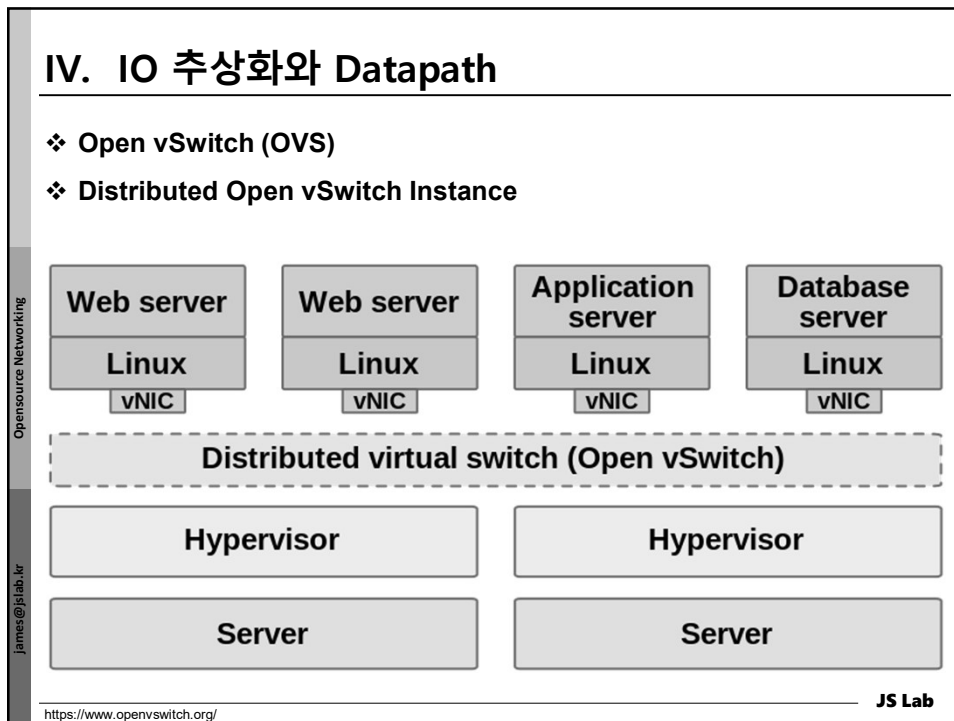 IV. IO 추상화와 Datapath
❖ Open vSwitch (OVS)
❖ Distributed Open vSwitch Instance
Web server
Linux
vNIC
Web server
Linux
vNIC
Application
server
Linux
vNIC
Database
server
Linux
vNIC
Distributed virtual switch (Open vSwitch)
Hypervisor
Hypervisor
Server
Server
Opensource Networking
james@jslab.kr
https://www.openvswitch.org/
JS Lab